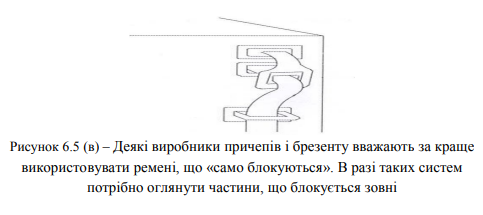 Рисунок 6.5 (в) – Деякі виробники причепів і брезенту вважають за краще
використовувати ремені, що «само блокуються». В разі таких систем
потрібно оглянути частини, що блокується зовні